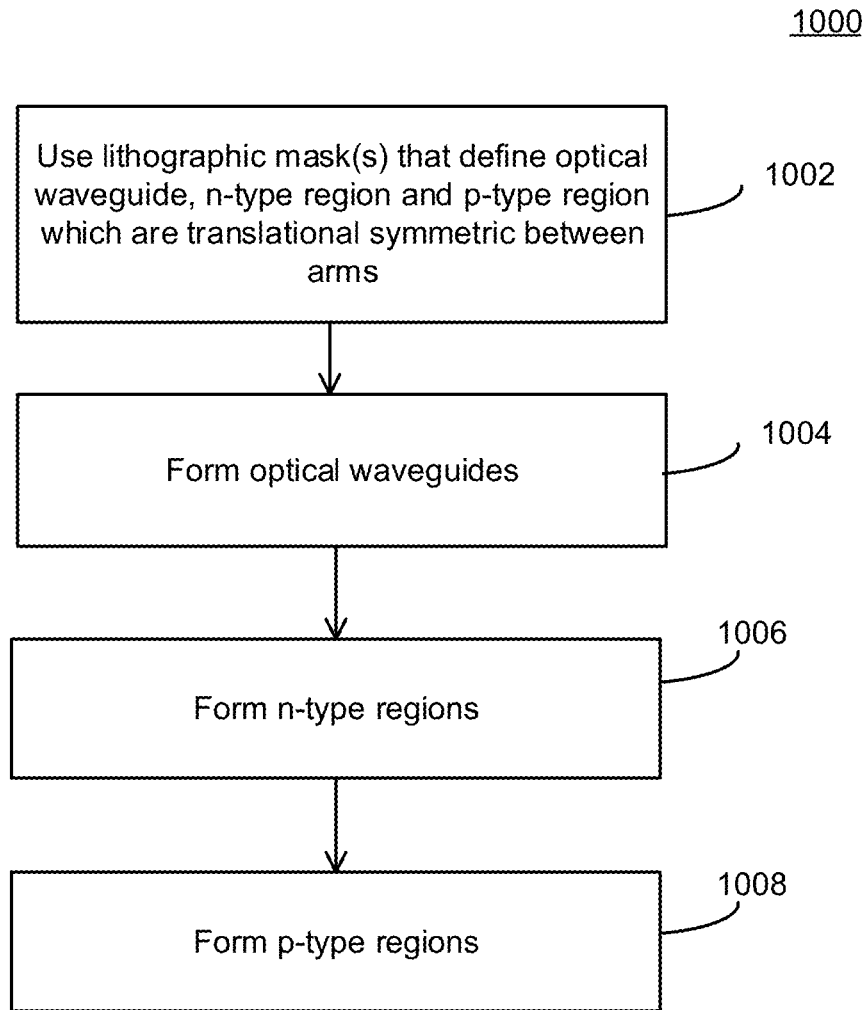 1000
Use lithographic mask(s) that define optical
waveguide, n-type region and p-type region
which are translational symmetric between
arms
1002
Form optical waveguides
1004
Form n-type regions
1006
Form p-type regions
1008